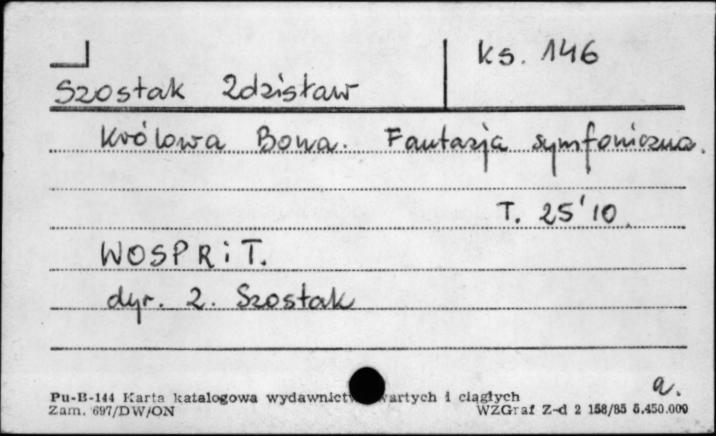 ks. 146
Szostak Zdzisław
Królowa Bona. Fantazja symfoniczna.
T. 25'10
WOSPR i T.
dyr. Z. Szostak
a.
Pu-B-144 Karta katalogowa wydawnictw zwartych i ciągłych
Zam. 697/DW/ON WZGraf Z-d 2 158/85 5.450.000